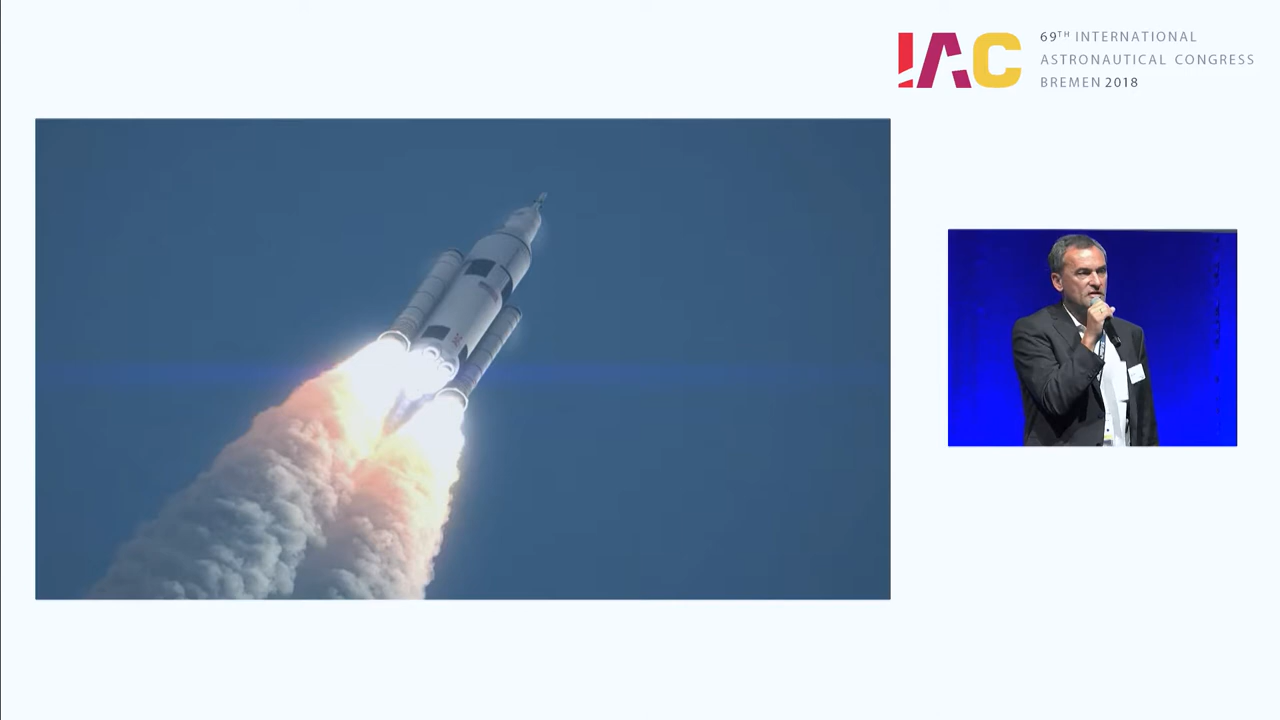 IAC
69TH INTERNATIONAL
ASTRONAUTICAL CONGRESS
BREMEN 2018